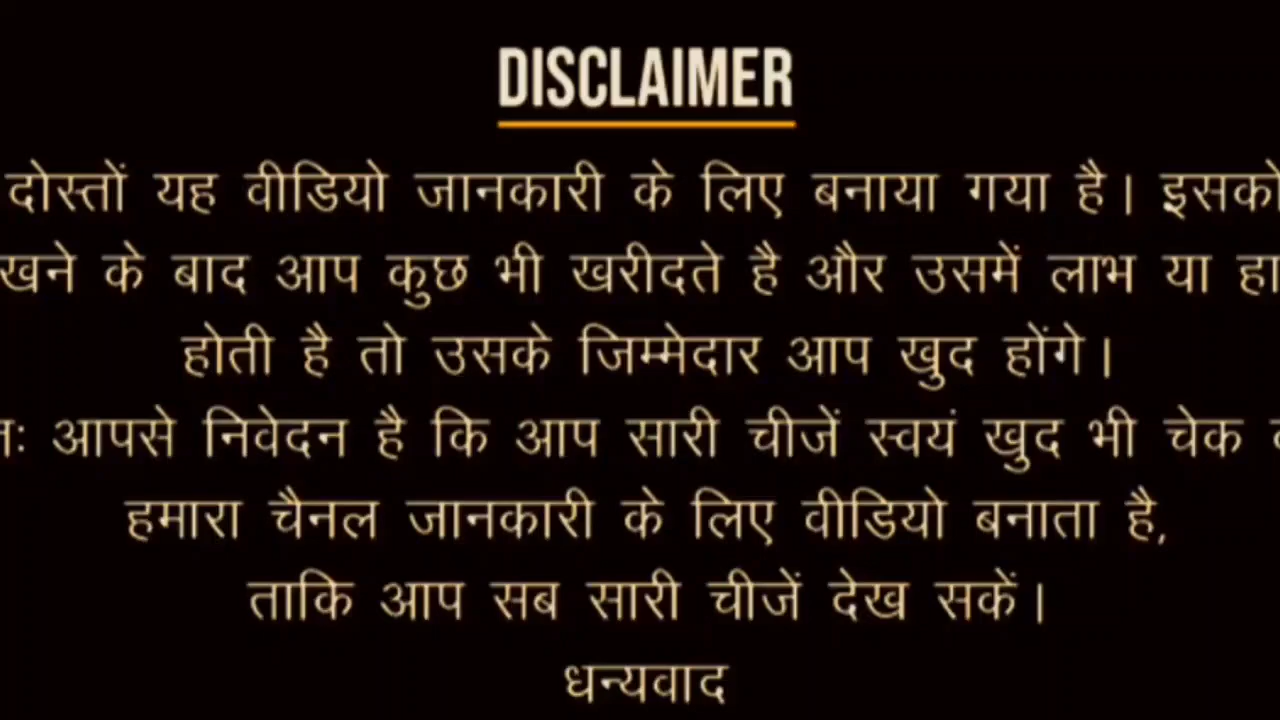 DISCLAIMER
दोस्तों यह वीडियो जानकारी के लिए बनाया गया है। इसको
खने के बाद आप कुछ भी खरीदते है और उसमें लाभ या हा
होती है तो उसके जिम्मेदार आप खुद होंगे।
आपसे निवेदन है कि आप सारी चीजें स्वयं खुद भी चेक
हमारा चैनल जानकारी के लिए वीडियो बनाता है,
ताकि आप सब सारी चीजें देख सकें।
धन्यवाद